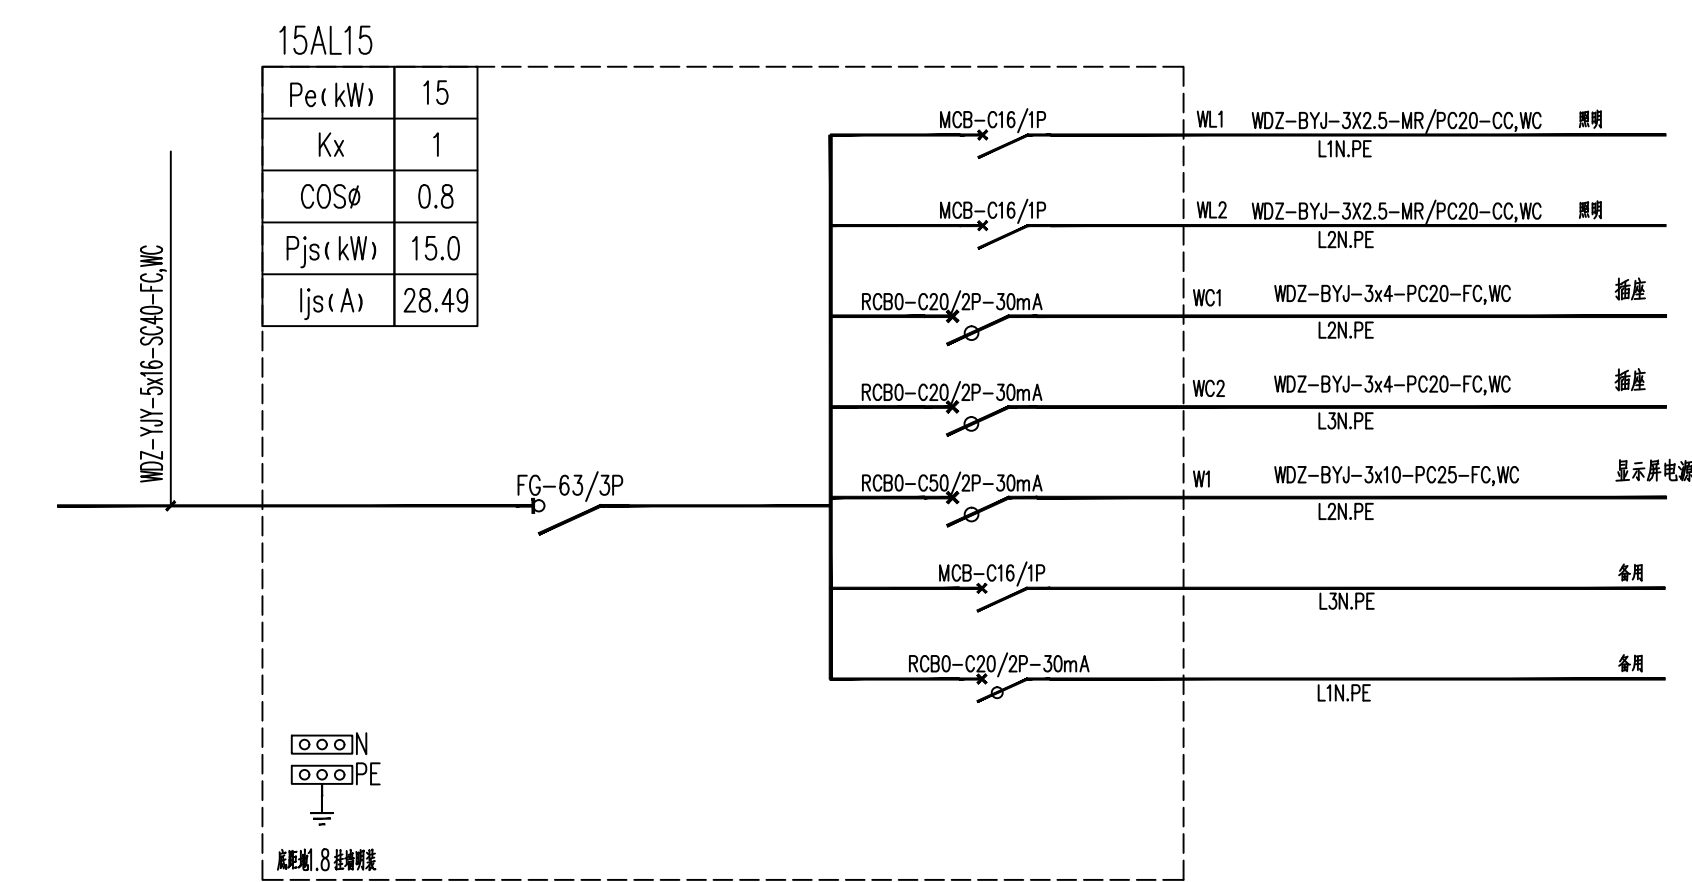 15AL15
Pe(kW) 15
Kx 1
COSø 0.8
Pjs(kW) 15.0
Ijs(A) 28.49
WDZ-YJY-5x16-SC40-FC,WC
FG-63/3P
MCB-C16/1P WL1 WDZ-BYJ-3X2.5-MR/PC20-CC,WC 照明
L1N.PE
MCB-C16/1P WL2 WDZ-BYJ-3X2.5-MR/PC20-CC,WC 照明
L2N.PE
RCBO-C20/2P-30mA WC1 WDZ-BYJ-3x4-PC20-FC,WC 插座
L2N.PE
RCBO-C20/2P-30mA WC2 WDZ-BYJ-3x4-PC20-FC,WC 插座
L3N.PE
RCBO-C50/2P-30mA W1 WDZ-BYJ-3x10-PC25-FC,WC 显示屏电源
L2N.PE
MCB-C16/1P 备用
L3N.PE
RCBO-C20/2P-30mA 备用
L1N.PE
N
PE
底距地1.8挂墙明装